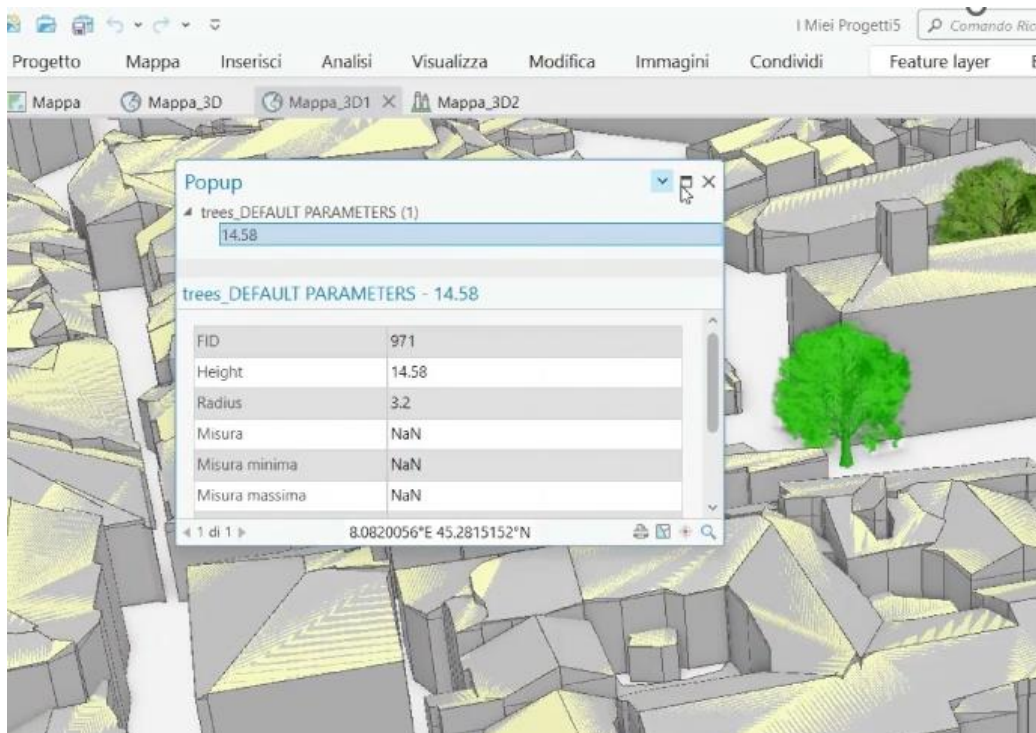 I Miei Progetti5
Comando
Progetto Mappa Inserisci Analisi Visualizza Modifica Immagini Condividi Feature layer
Mappa Mappa_3D Mappa_3D1 Mappa_3D2
Popup
trees_DEFAULT PARAMETERS (1)
14.58
trees_DEFAULT PARAMETERS - 14.58
FID 971
Height 14.58
Radius 3.2
Misura NaN
Misura minima NaN
Misura massima NaN
1 di 1 8.0820056°E 45.2815152°N